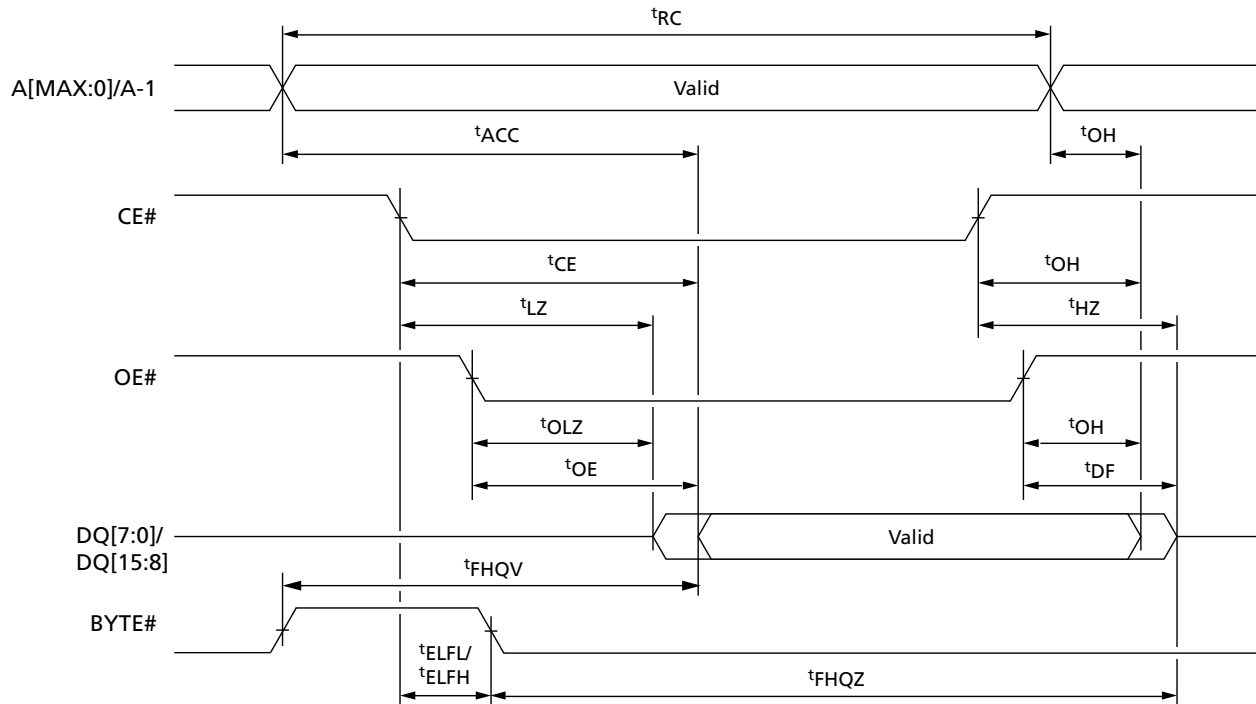 tRC
A[MAX:0]/A-1
Valid
tACC
tOH
CE#
tCE
tOH
tLZ
tHZ
OE#
tOLZ
tOH
tOE
tDF
DQ[7:0]/
DQ[15:8]
Valid
tFHQV
BYTE#
tELFL/
tELFH
tFHQZ